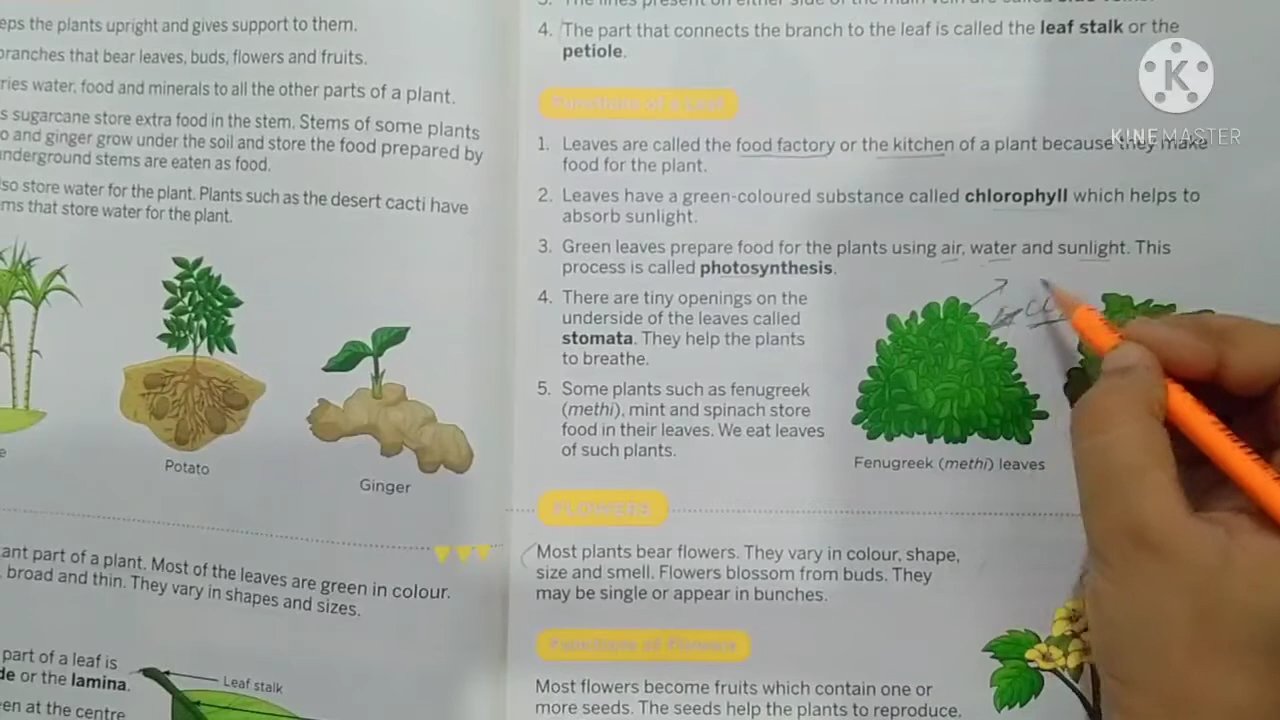 eps the plants upright and gives support to them.
branches that bear leaves, buds, flowers and fruits.
ries water, food and minerals to all the other parts of a plant.
s sugarcane store extra food in the stem. Stems of some plants
o and ginger grow under the soil and store the food prepared by
nderground stems are eaten as food.
so store water for the plant. Plants such as the desert cacti have
ms that store water for the plant.
e
Potato
Ginger
ant part of a plant. Most of the leaves are green in colour.
broad and thin. They vary in shapes and sizes.
part of a leaf is
de or the lamina.
en at the centre
Leaf stalk
4. The part that connects the branch to the leaf is called the leaf stalk or the
petiole.
Functions of a Leaf
1. Leaves are called the food factory or the kitchen of a plant because they make
food for the plant.
2. Leaves have a green-coloured substance called chlorophyll which helps to
absorb sunlight.
3. Green leaves prepare food for the plants using air, water and sunlight. This
process is called photosynthesis.
4. There are tiny openings on the
underside of the leaves called
stomata. They help the plants
to breathe.
5. Some plants such as fenugreek
(methi), mint and spinach store
food in their leaves. We eat leaves
of such plants.
Fenugreek (methi) leaves
FLOWERS
Most plants bear flowers. They vary in colour, shape,
size and smell. Flowers blossom from buds. They
may be single or appear in bunches.
Functions of Flowers
Most flowers become fruits which contain one or
more seeds. The seeds help the plants to reproduce.
K
KINEMASTER